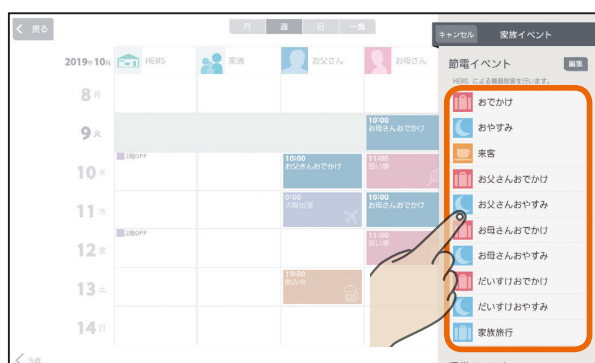 戻る
月 週 日 一覧
キャンセル 家族イベント
2019年10月 HEMS 家族 お父さん お母さん
節電イベント 編集
HEMS による機器制御を行います。
8月
おでかけ
9火
10:00
お母さんおでかけ
おやすみ
来客
10水
2階OFF
10:00
お父さんおでかけ
11:00
習い事
お父さんおでかけ
11木
0:00
大阪出張
10:00
お母さんおでかけ
お父さんおやすみ
お母さんおでかけ
12金
2階OFF
11:00
習い事
お母さんおやすみ
13土
19:00
飲み会
だいすけおでかけ
だいすけおやすみ
14日
家族旅行